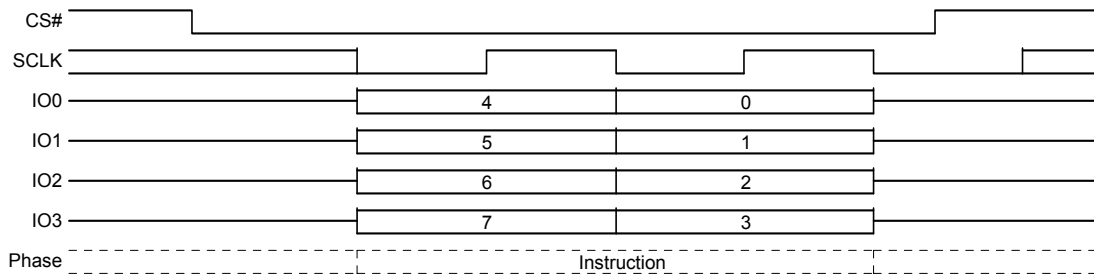 CS#
SCLK
IO0 4 0
IO1 5 1
IO2 6 2
IO3 7 3
Phase Instruction